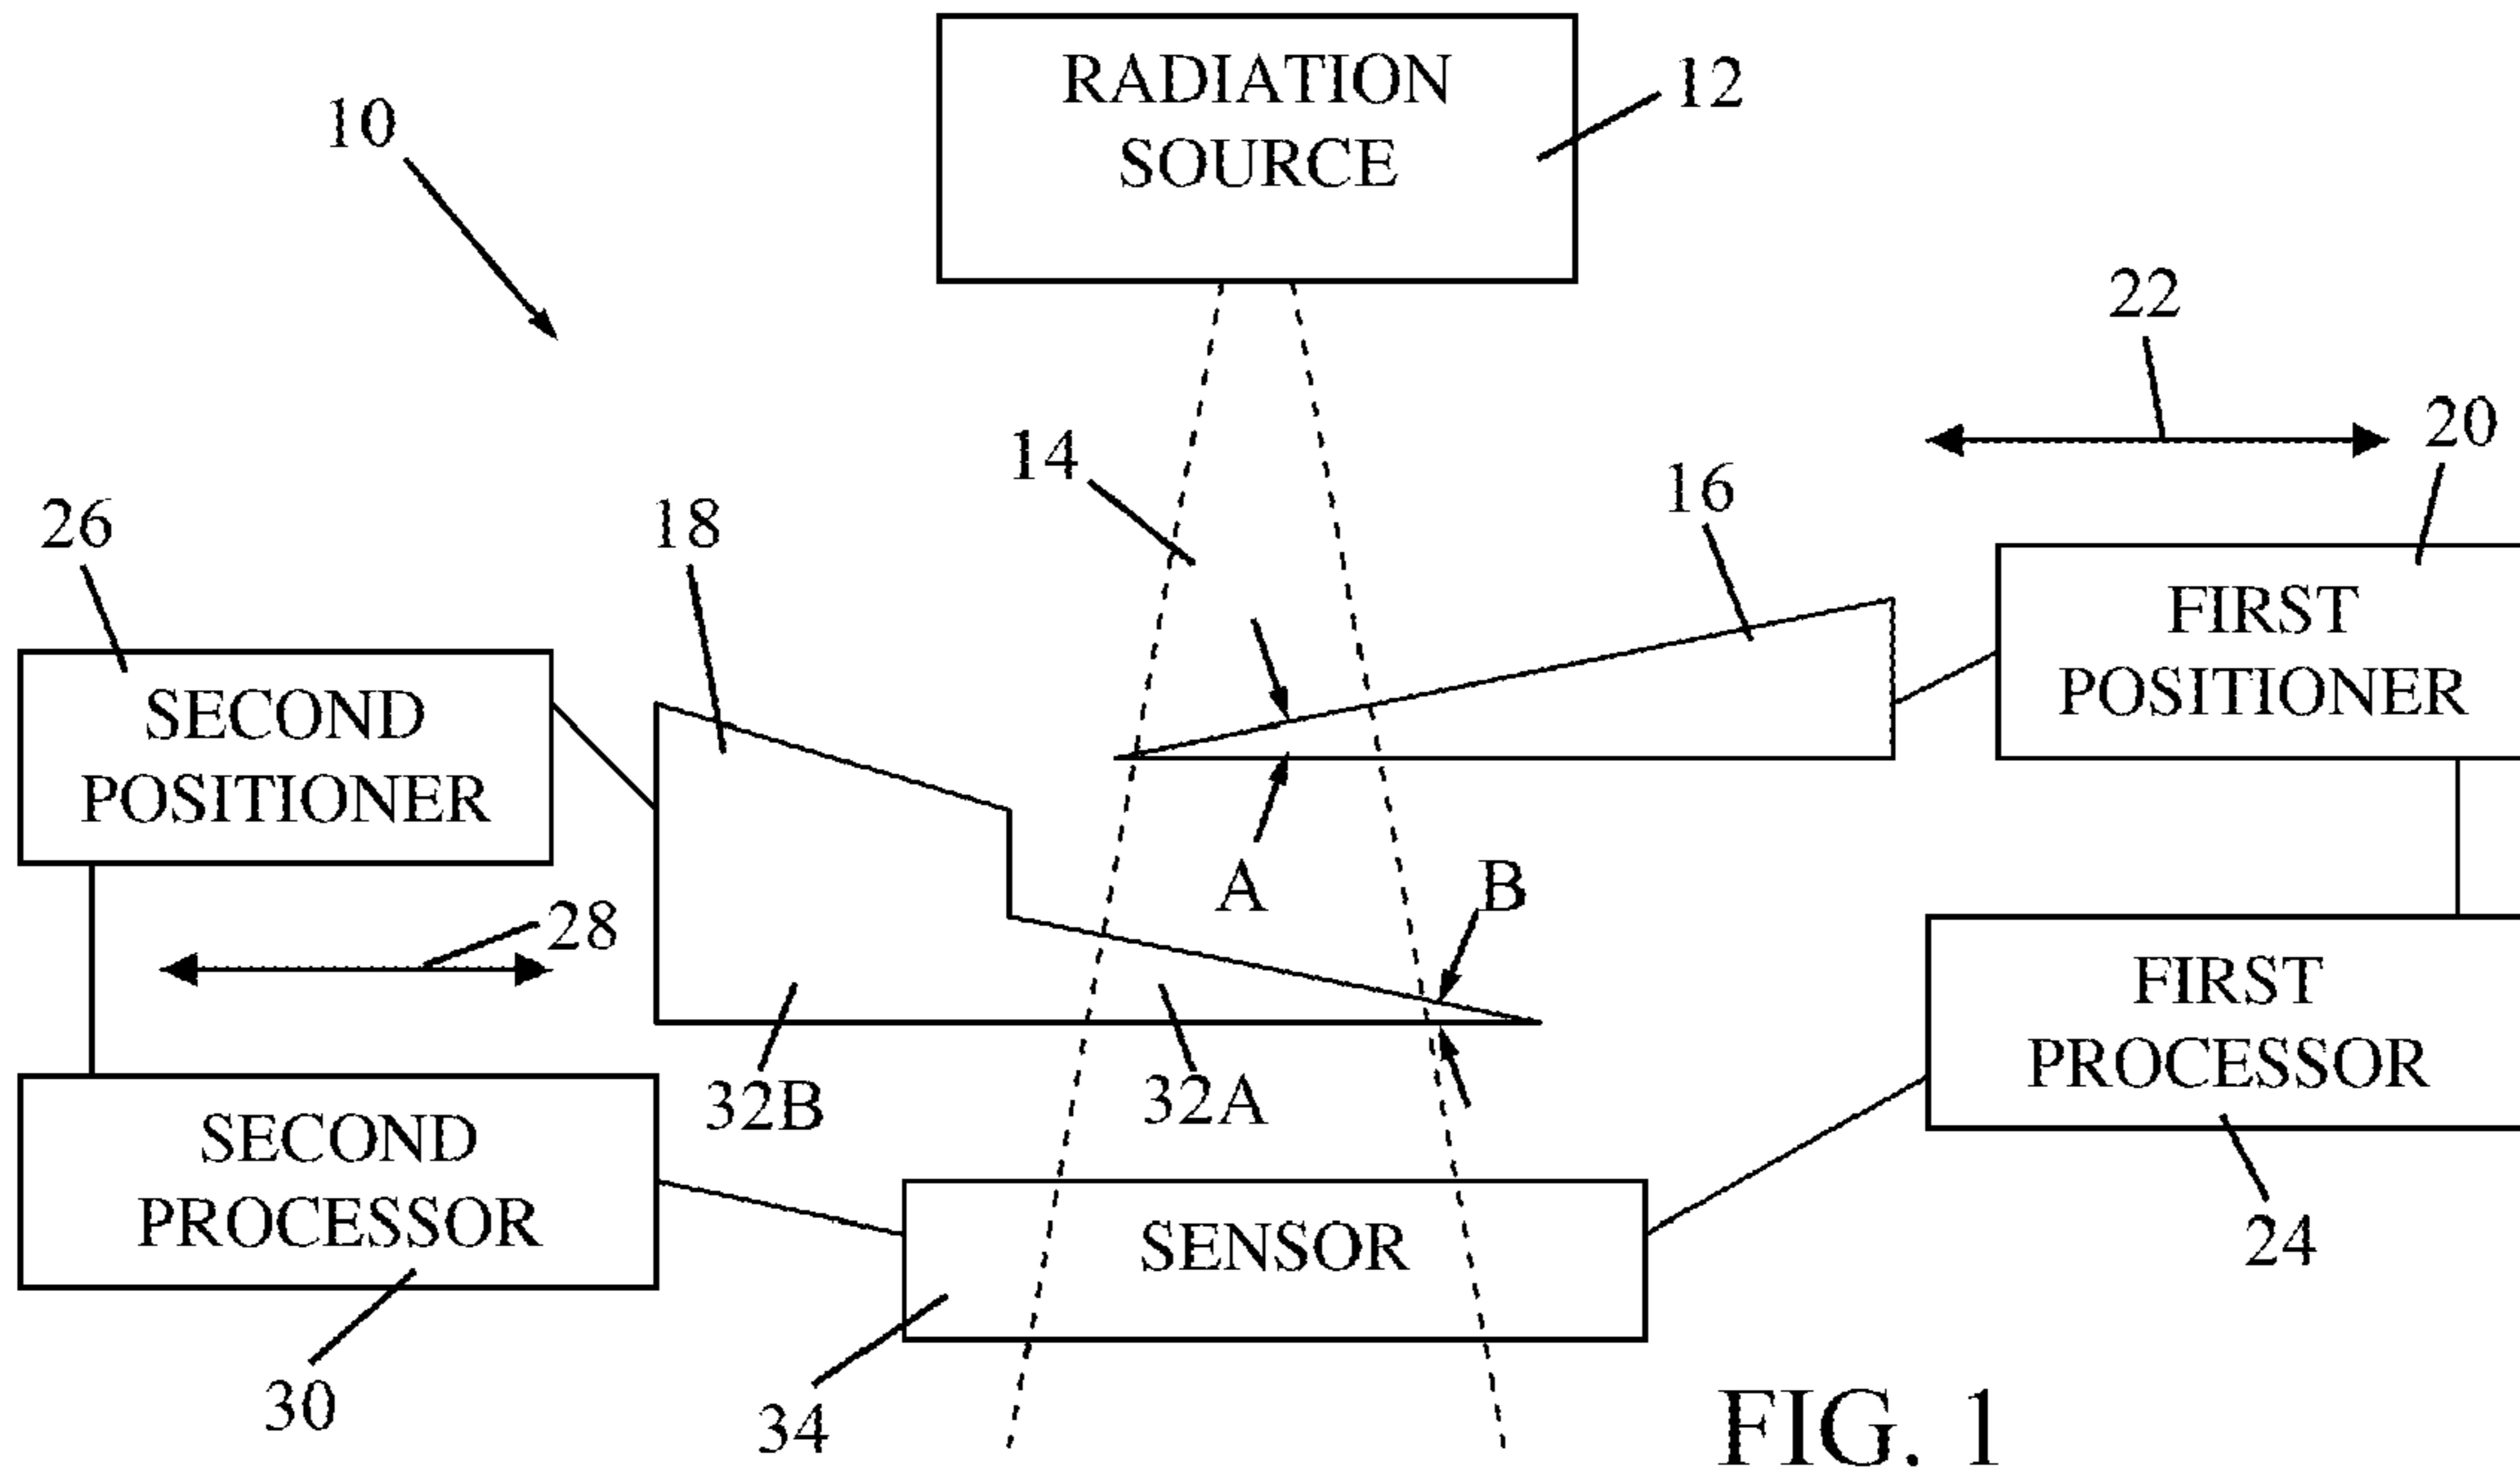 RADIATION
SOURCE
12
10
22
20
14
16
26
18
FIRST
POSITIONER
SECOND
POSITIONER
A
B
28
FIRST
PROCESSOR
32B
32A
SECOND
PROCESSOR
SENSOR
24
30
34
FIG. 1